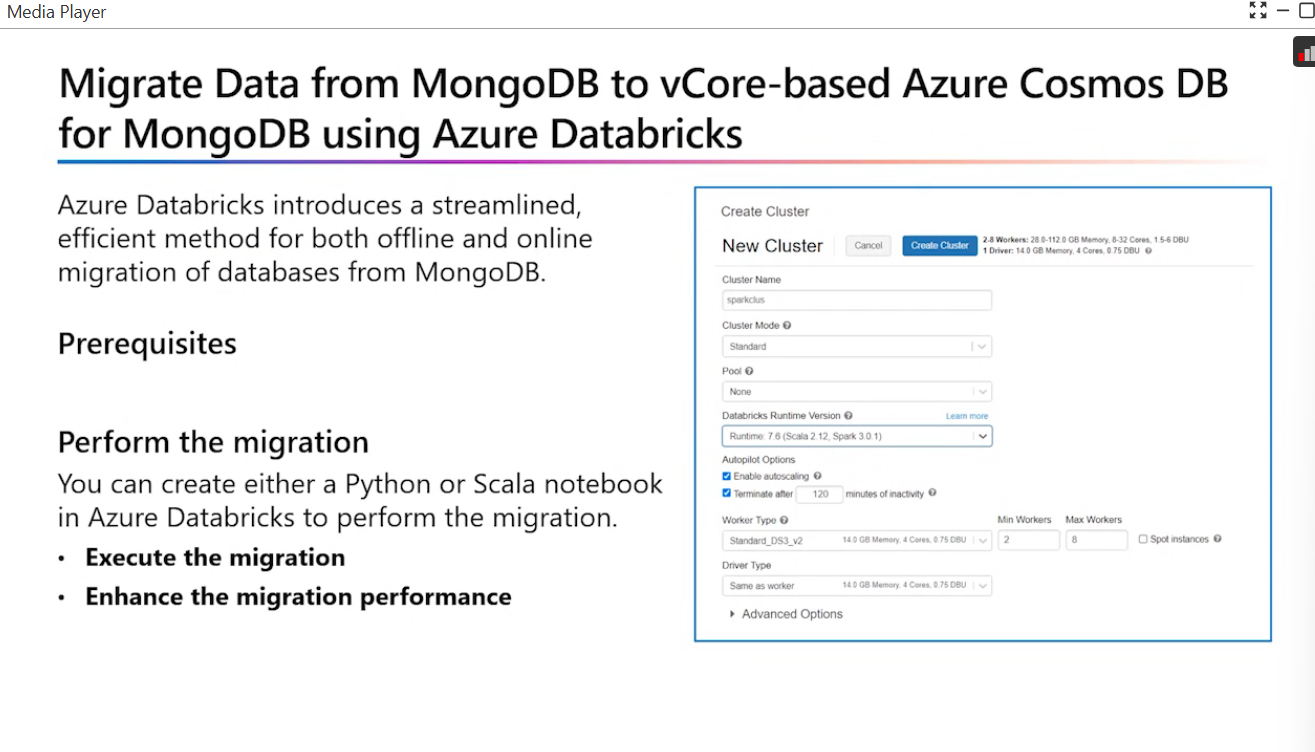 Media Player
Migrate Data from MongoDB to vCore-based Azure Cosmos DB
for MongoDB using Azure Databricks
Azure Databricks introduces a streamlined,
efficient method for both offline and online
migration of databases from MongoDB.
Prerequisites
Perform the migration
You can create either a Python or Scala notebook
in Azure Databricks to perform the migration.
• Execute the migration
• Enhance the migration performance
Create Cluster
New Cluster Cancel Create Cluster 2-8 Workers: 28.0-112.0 GB Memory, 8-32 Cores, 1.5-6 DBU
1 Driver: 14.0 GB Memory, 4 Cores, 0.75 DBU
Cluster Name
sparkclus
Cluster Mode
Standard
Pool
None
Databricks Runtime Version Learn more
Runtime: 7.6 (Scala 2.12, Spark 3.0.1)
Autopilot Options
Enable autoscaling
Terminate after 120 minutes of inactivity
Worker Type Min Workers Max Workers
Standard_DS3_v2 14.0 GB Memory, 4 Cores, 0.75 DBU 2 8 Spot instances
Driver Type
Same as worker 14.0 GB Memory, 4 Cores, 0.75 DBU
Advanced Options